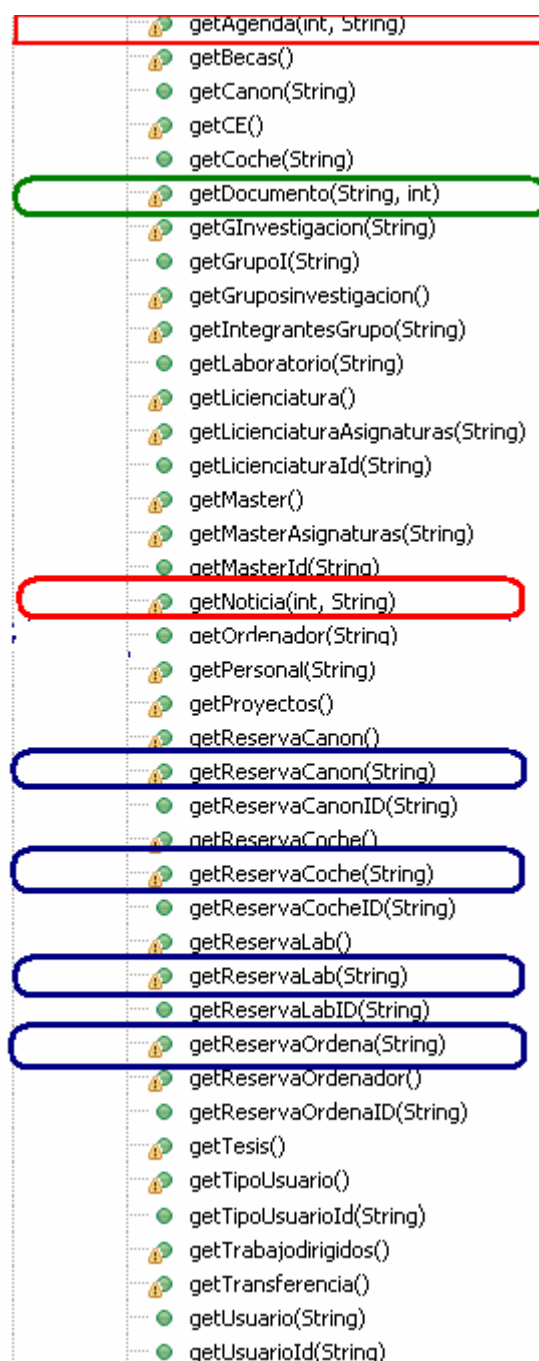 getAgenda(int, String)
getBecas()
getCanon(String)
getCE()
getCoche(String)
getDocumento(String, int)
getGInvestigacion(String)
getGrupoI(String)
getGruposinvestigacion()
getIntegrantesGrupo(String)
getLaboratorio(String)
getLicienciatura()
getLicienciaturaAsignaturas(String)
getLicienciaturaId(String)
getMaster()
getMasterAsignaturas(String)
getMasterId(String)
getNoticia(int, String)
getOrdenador(String)
getPersonal(String)
getProyectos()
getReservaCanon()
getReservaCanon(String)
getReservaCanonID(String)
getReservaCoche()
getReservaCoche(String)
getReservaCocheID(String)
getReservaLab()
getReservaLab(String)
getReservaLabID(String)
getReservaOrdena(String)
getReservaOrdenador()
getReservaOrdenaID(String)
getTesis()
getTipoUsuario()
getTipoUsuarioId(String)
getTrabajodirigidos()
getTransferencia()
getUsuario(String)
getUsuarioId(String)